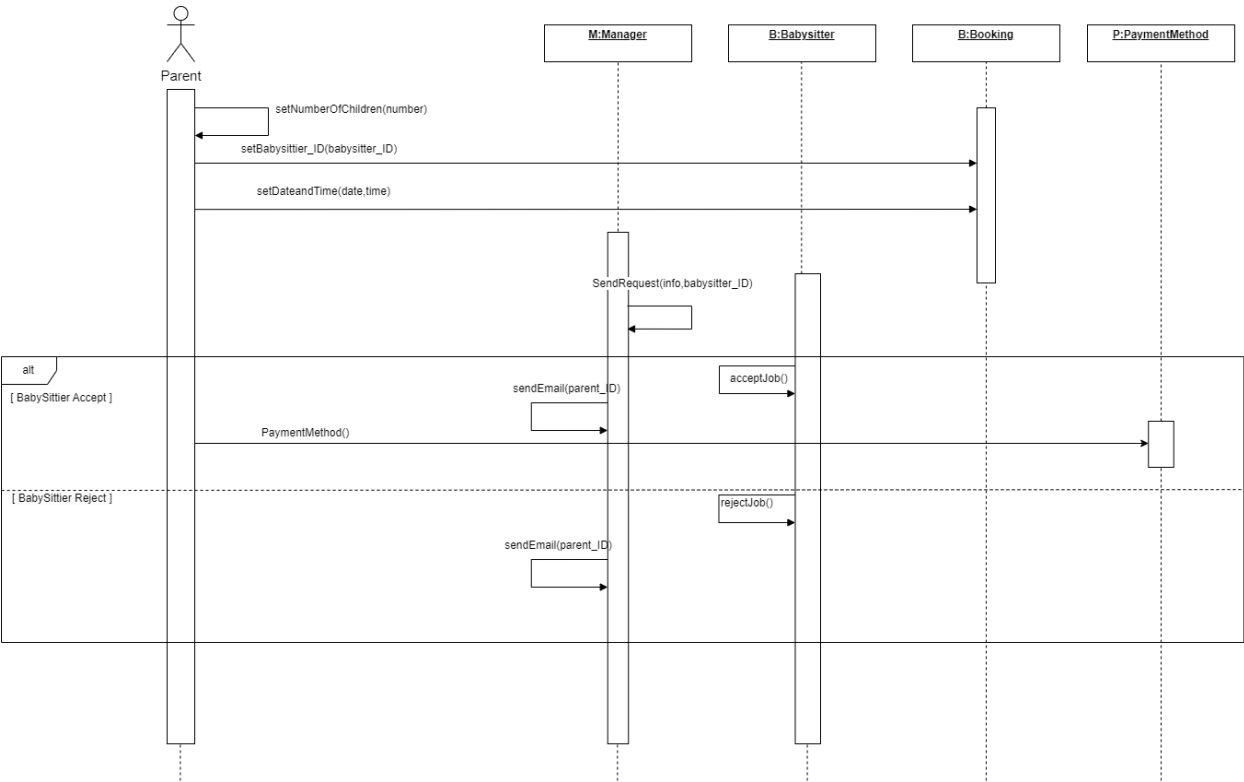 Parent
M:Manager
B:Babysitter
B:Booking
P:PaymentMethod
setNumberOfChildren(number)
setBabysittier_ID(babysitter_ID)
setDateandTime(date,time)
SendRequest(info,babysitter_ID)
alt
[ BabySittier Accept ]
acceptJob()
sendEmail(parent_ID)
PaymentMethod()
[ BabySittier Reject ]
rejectJob()
sendEmail(parent_ID)